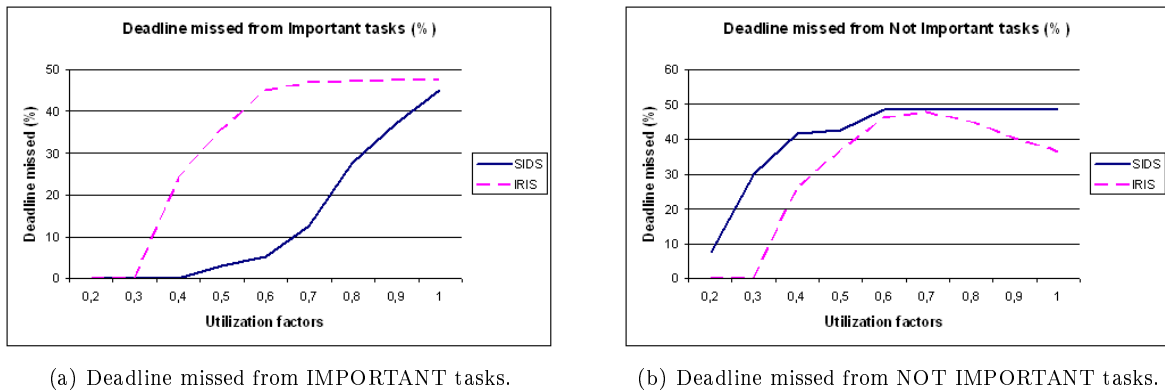 Deadline missed from Important tasks (%)
50
40
30
20
10
0
Deadline missed (%)
0,2 0,3 0,4 0,5 0,6 0,7 0,8 0,9 1
Utilization factors
SIDS
IRIS
(a) Deadline missed from IMPORTANT tasks.
Deadline missed from Not Important tasks (%)
60
50
40
30
20
10
0
Deadline missed (%)
0,2 0,3 0,4 0,5 0,6 0,7 0,8 0,9 1
Utilization factors
SIDS
IRIS
(b) Deadline missed from NOT IMPORTANT tasks.